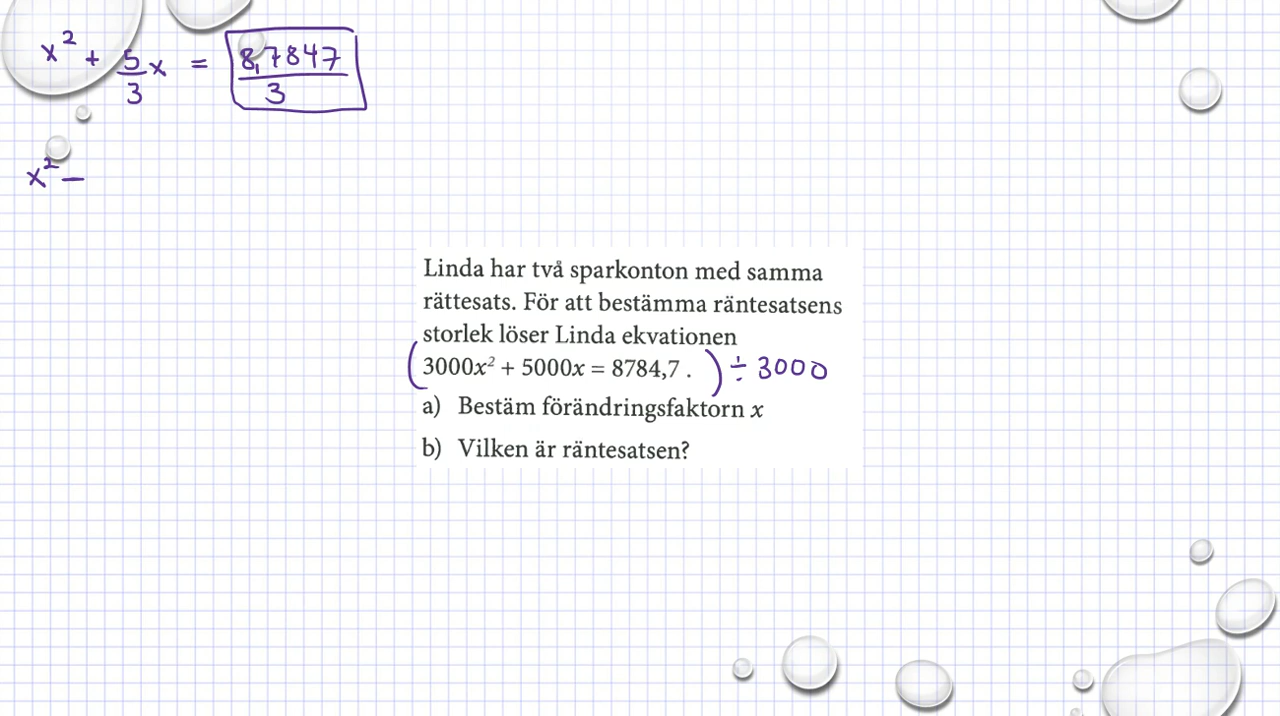 x² + 5/3 x = 8,7847/3
x² −
Linda har två sparkonton med samma
rättesats. För att bestämma räntesatsens
storlek löser Linda ekvationen
(3000x² + 5000x = 8784,7 . ) ÷ 3000
a) Bestäm förändringsfaktorn x
b) Vilken är räntesatsen?